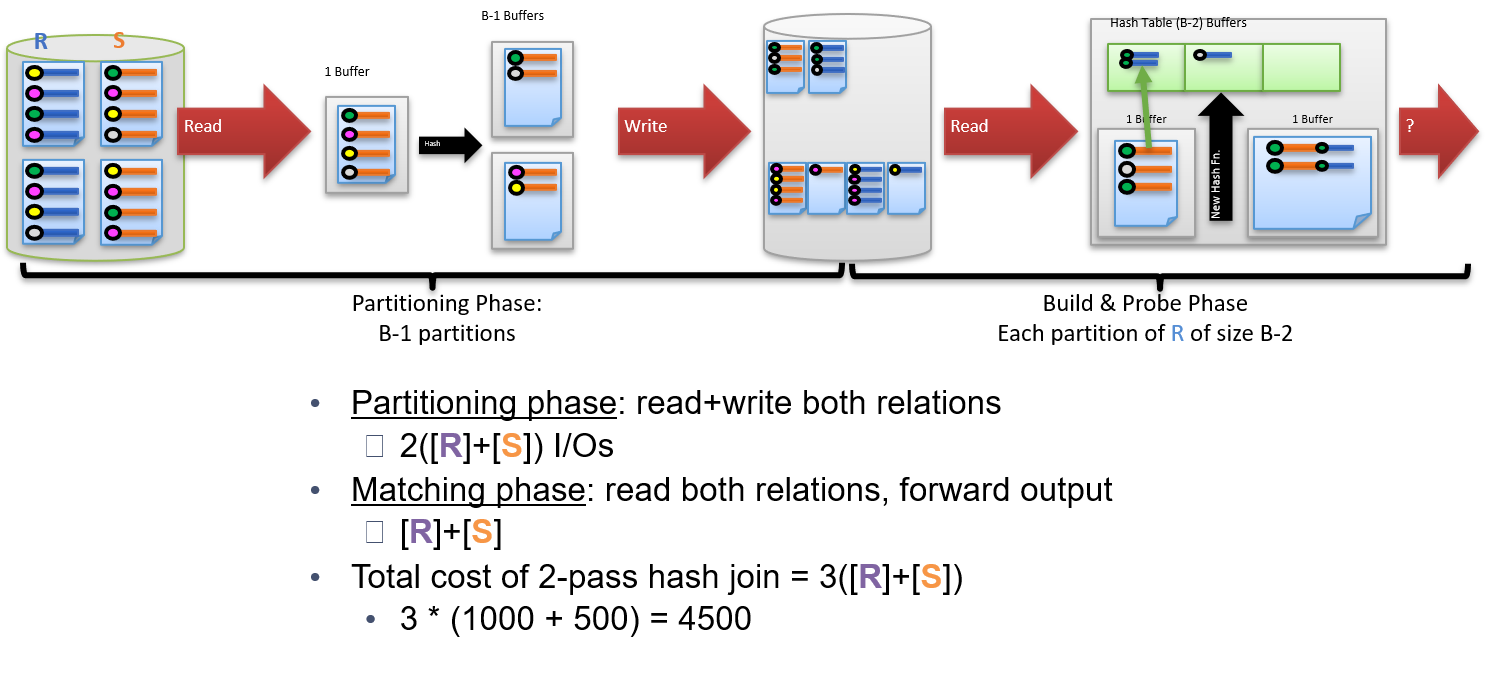 R S
1 Buffer
B-1 Buffers
Hash Table (B-2) Buffers
Read
Hash
Write
Read
1 Buffer
New Hash Fn.
1 Buffer
?
Partitioning Phase:
B-1 partitions
Build & Probe Phase
Each partition of R of size B-2
• Partitioning phase: read+write both relations
2([R]+[S]) I/Os
• Matching phase: read both relations, forward output
[R]+[S]
• Total cost of 2-pass hash join = 3([R]+[S])
• 3 * (1000 + 500) = 4500